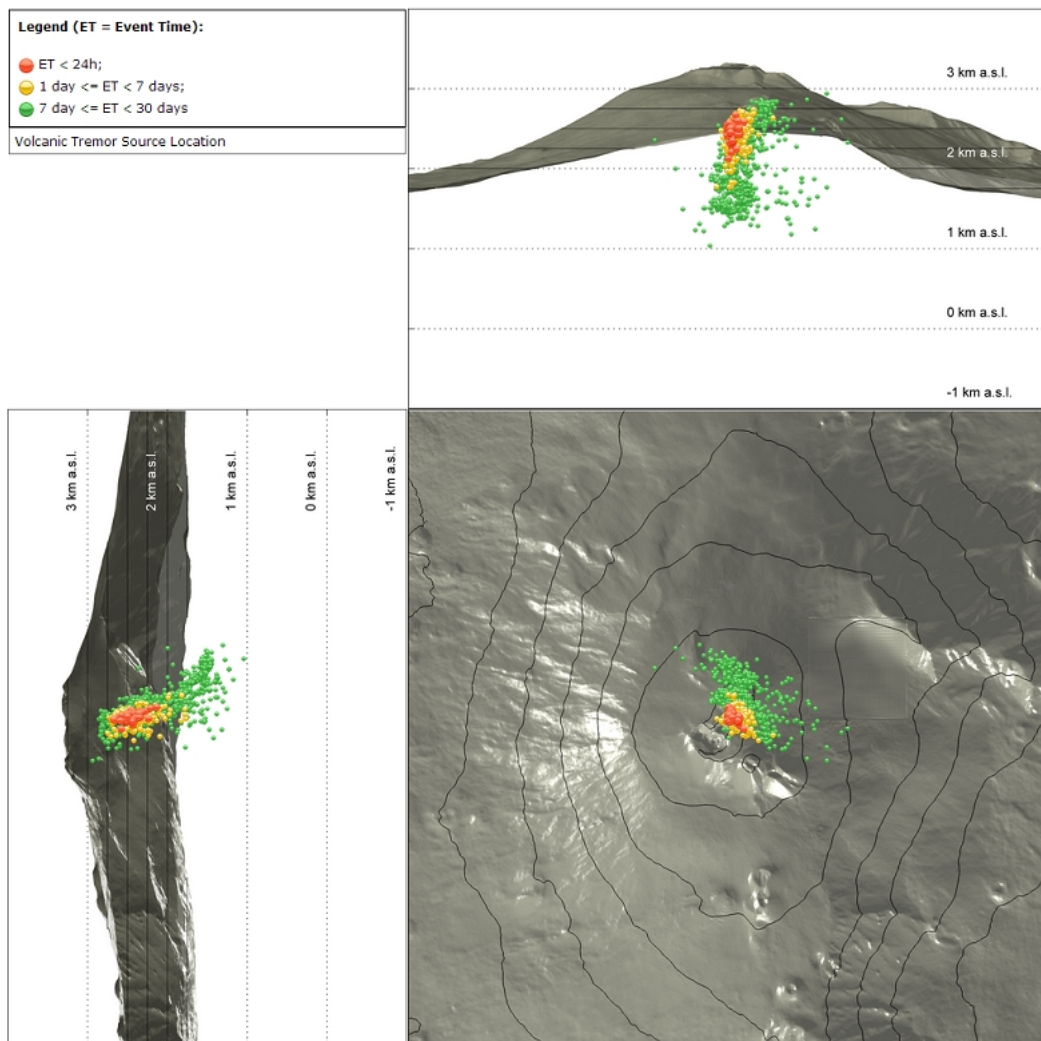 Legend (ET = Event Time):
ET < 24h;
1 day <= ET < 7 days;
7 day <= ET < 30 days
Volcanic Tremor Source Location
3 km a.s.l.
2 km a.s.l.
1 km a.s.l.
0 km a.s.l.
-1 km a.s.l.
3 km a.s.l.
2 km a.s.l.
1 km a.s.l.
0 km a.s.l.
-1 km a.s.l.